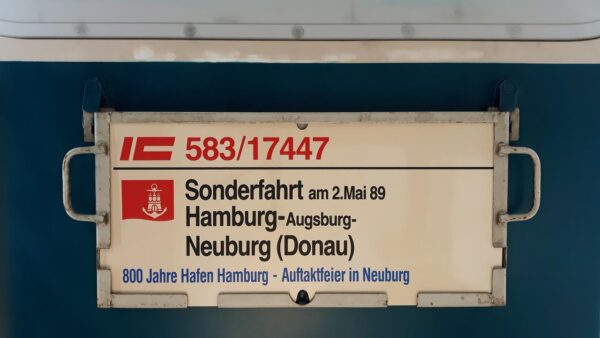 IC 583/17447
Sonderfahrt am 2.Mai 89
Hamburg-Augsburg-
Neuburg (Donau)
800 Jahre Hafen Hamburg - Auftaktfeier in Neuburg